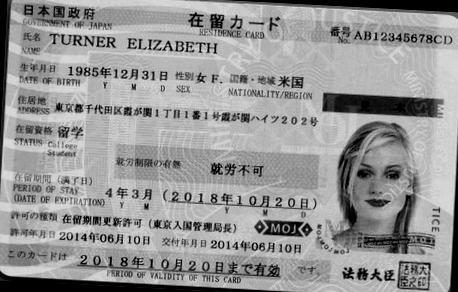 日本国政府 在留カード 番号 AB12345678CD
GOVERNMENT OF JAPAN RESIDENCE CARD No.
氏名 TURNER ELIZABETH
NAME
生年月日 1985年12月31日 性別 女 F. 国籍・地域 米国
DATE OF BIRTH Y M D SEX NATIONALITY/REGION
住居地 東京都千代田区霞が関1丁目1番1号霞が関ハイツ202号
ADDRESS
在留資格 留学
STATUS College
Student
就労制限の有無 就労不可
在留期間(満了日) 4年3月(2018年10月20日)
PERIOD OF STAY
(DATE OF EXPIRATION) Y M Y M D
許可の種類 在留期間更新許可(東京入国管理局長) MOJ
許可年月日 2014年06月10日 交付年月日 2014年06月10日
このカードは 2018年10月20日まで有効 です。
PERIOD OF VALIDITY OF THIS CARD
法務大臣